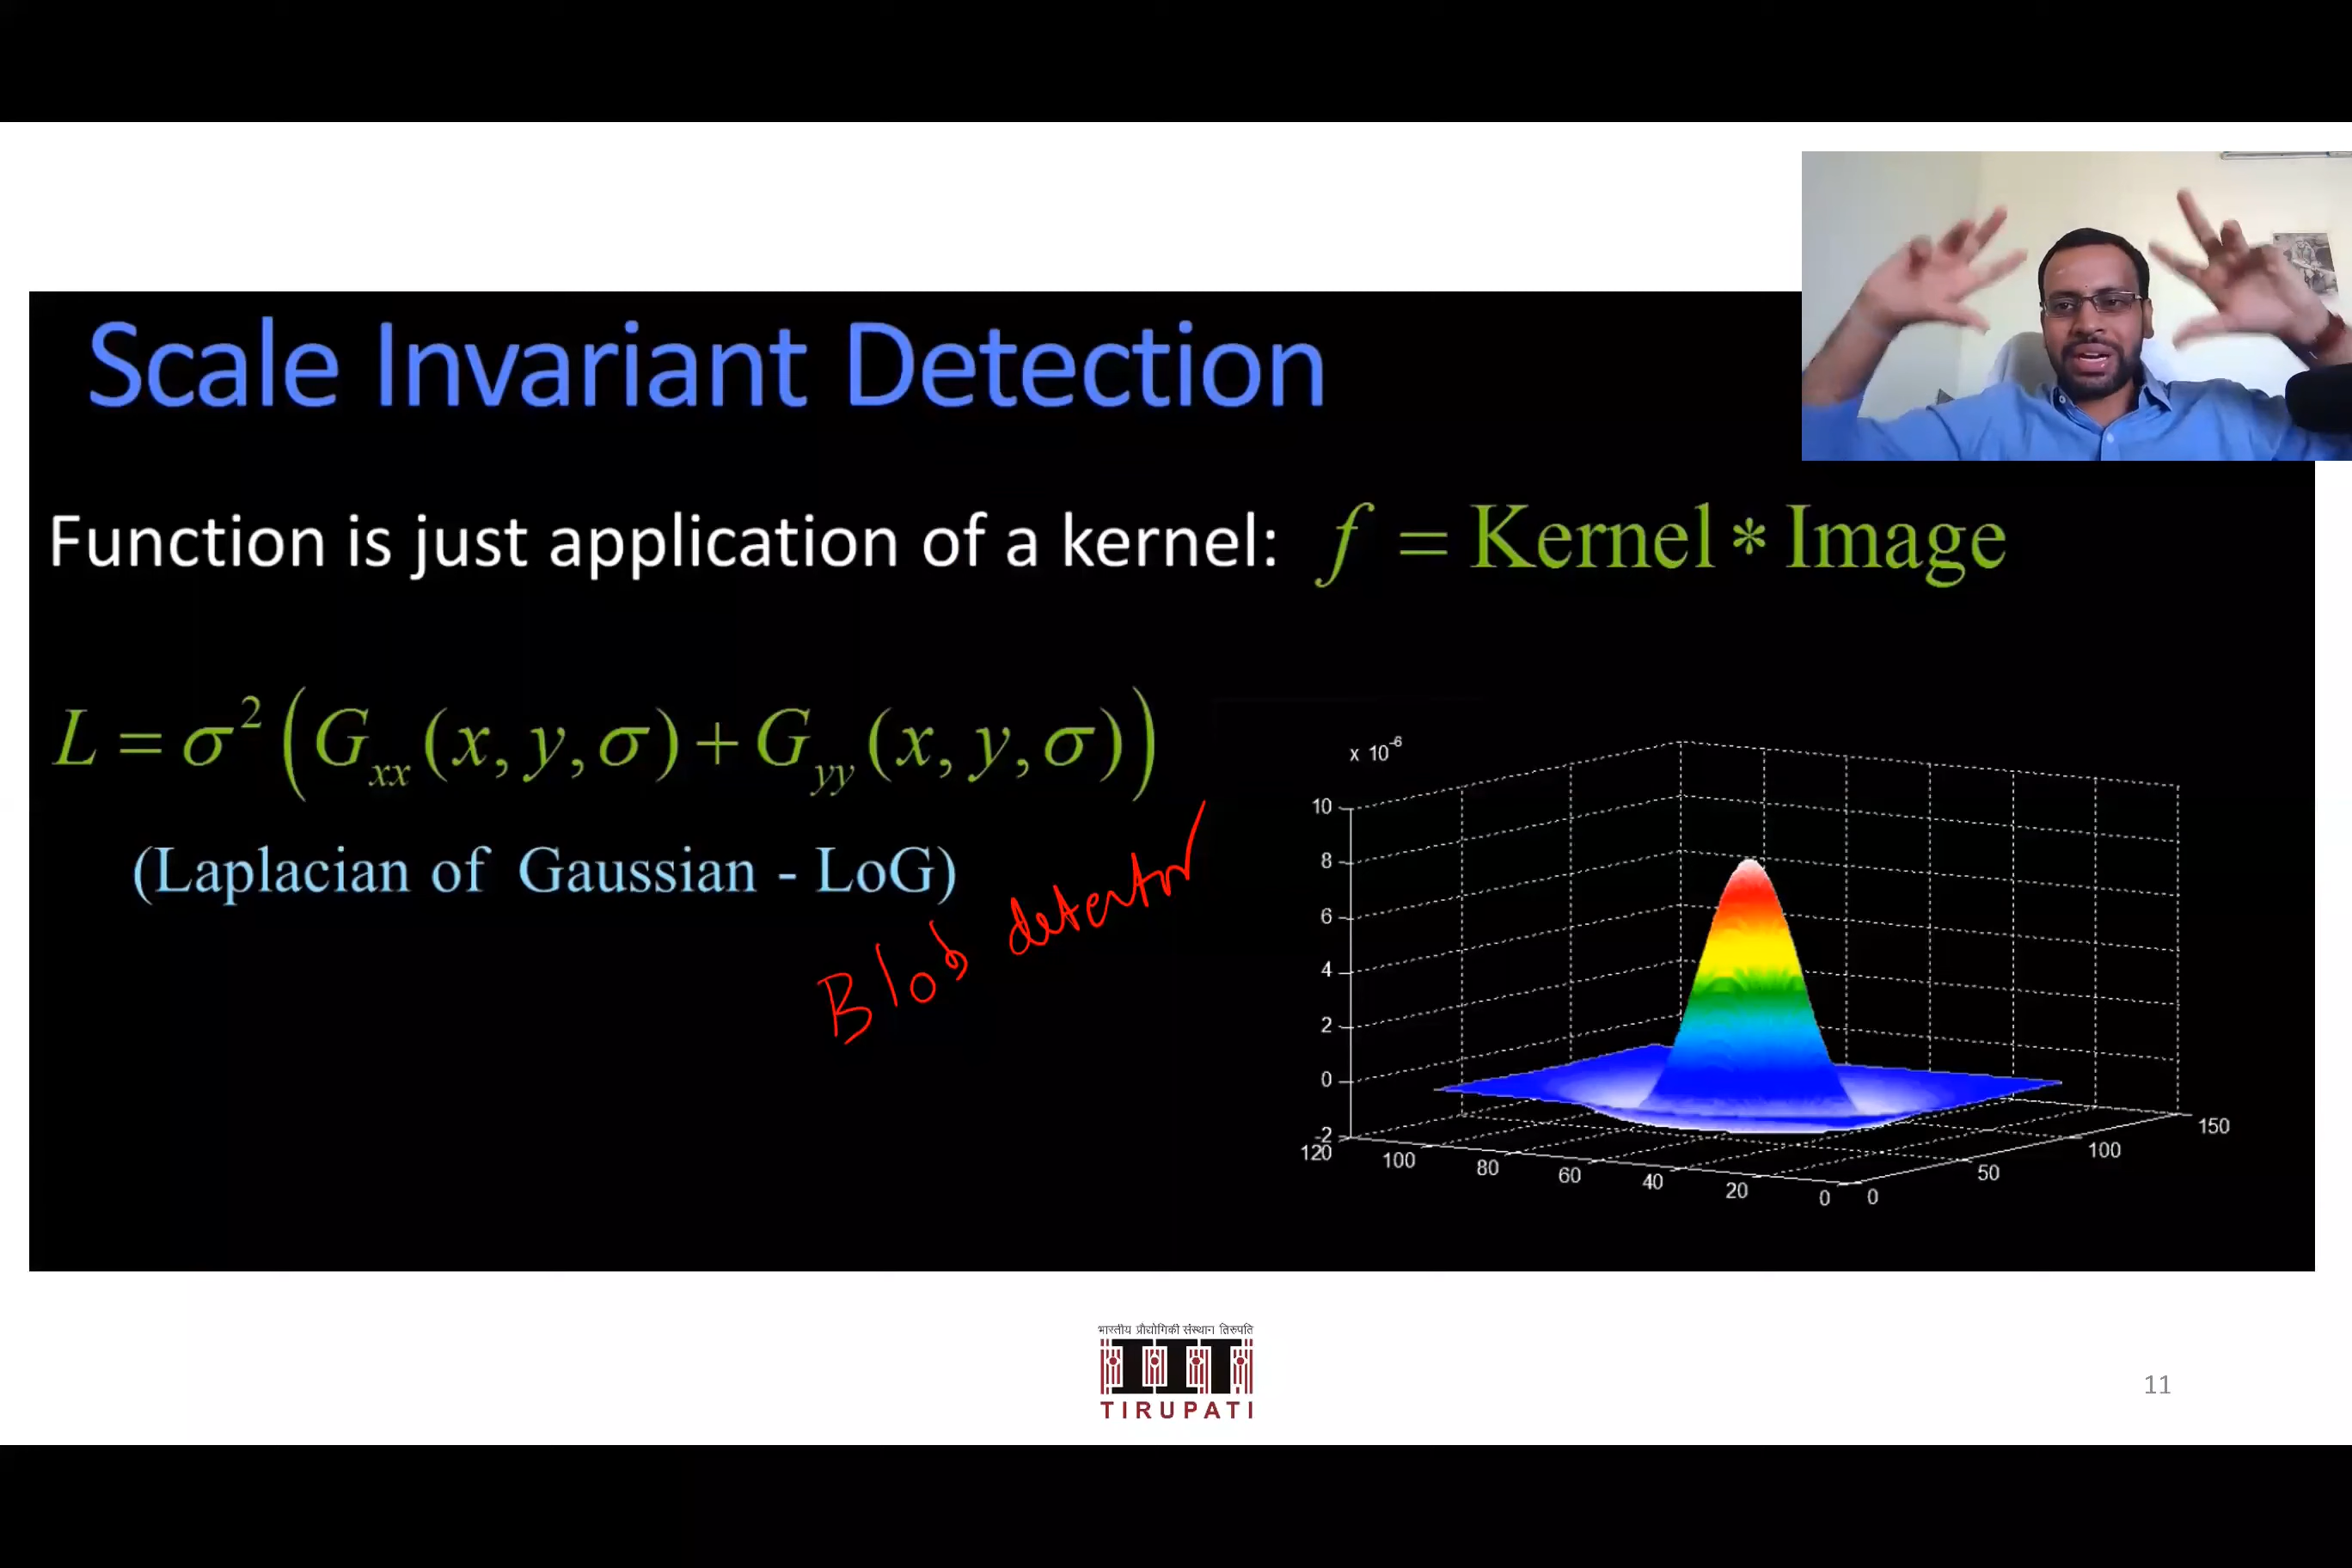 Scale Invariant Detection
Function is just application of a kernel: f = Kernel * Image
L = σ² (G_xx (x, y, σ) + G_yy (x, y, σ))
(Laplacian of Gaussian - LoG)
Blob detector
x 10⁻⁶
10
8
6
4
2
0
-2
120 100 80 60 40 20 0
0 50 100 150
भारतीय प्रौद्योगिकी संस्थान तिरुपति
IIT
TIRUPATI
11